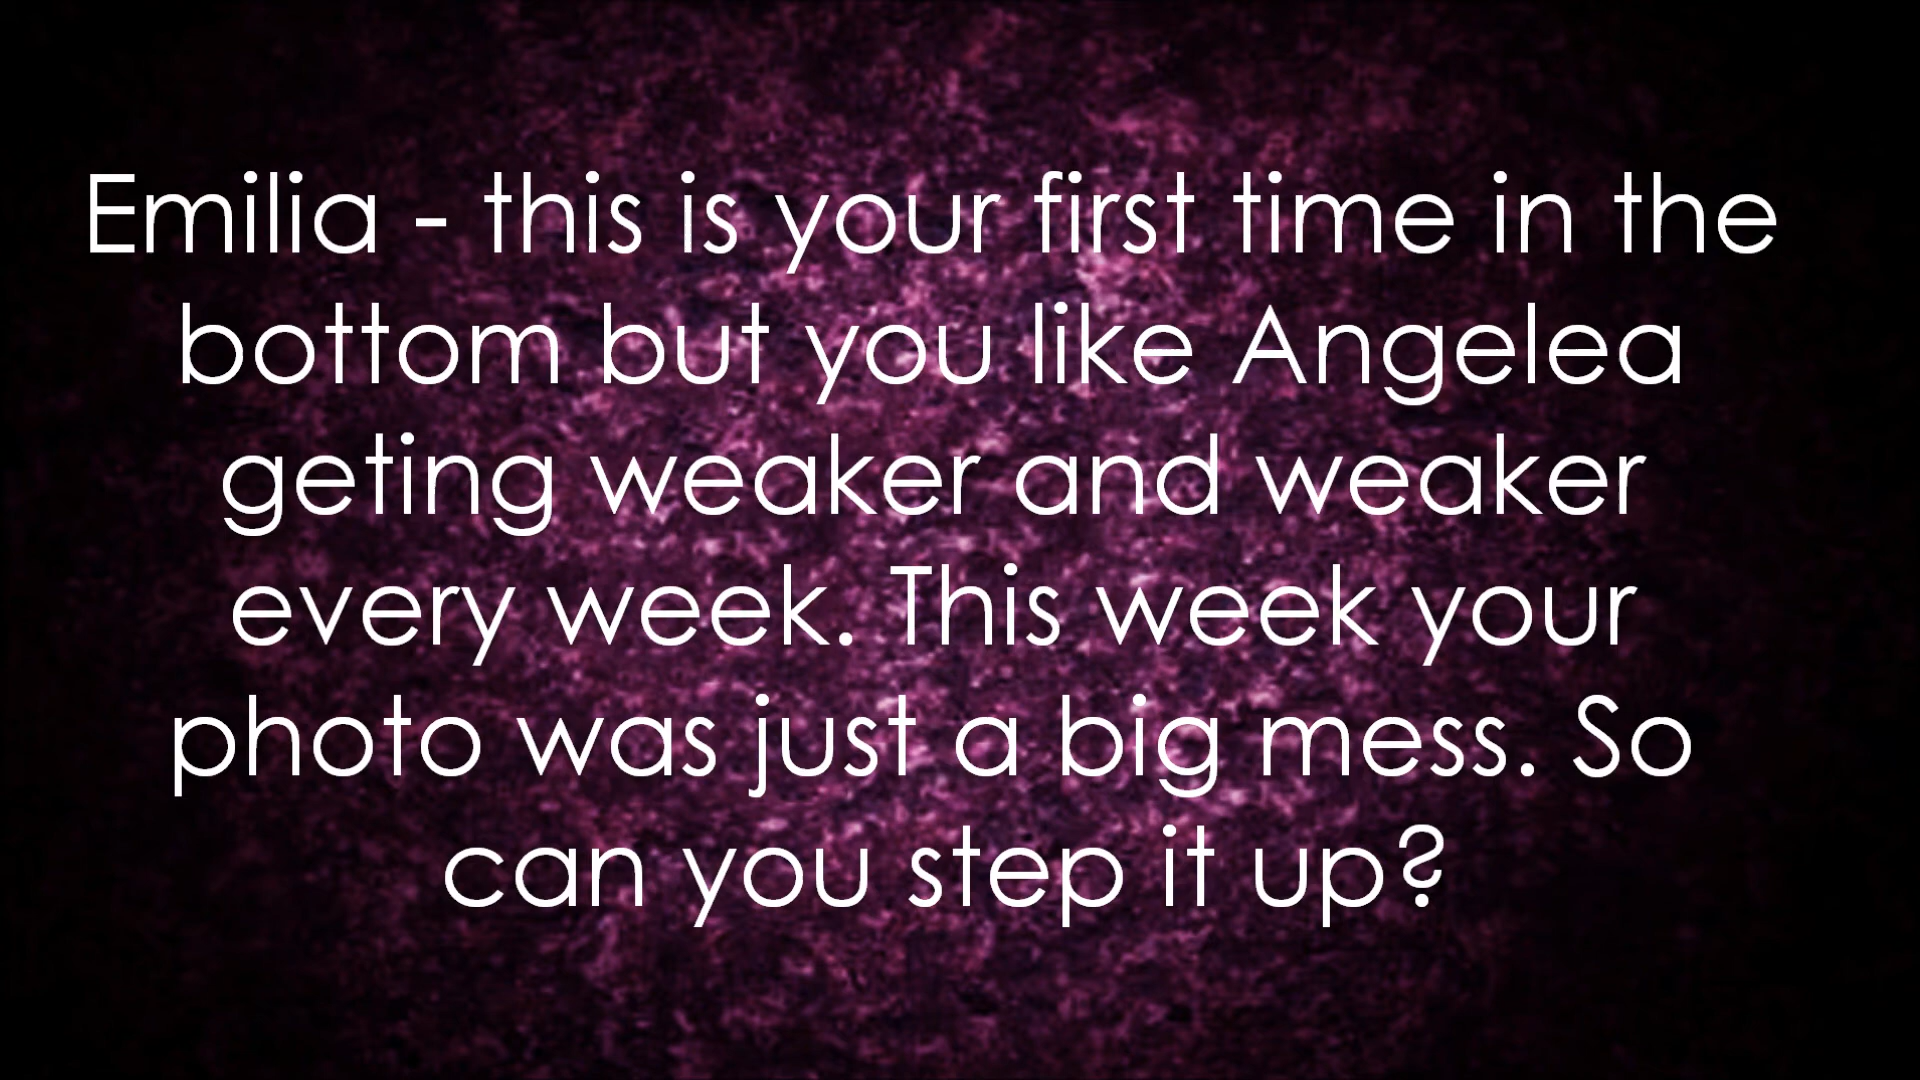 Emilia - this is your first time in the
bottom but you like Angelea
geting weaker and weaker
every week. This week your
photo was just a big mess. So
can you step it up?